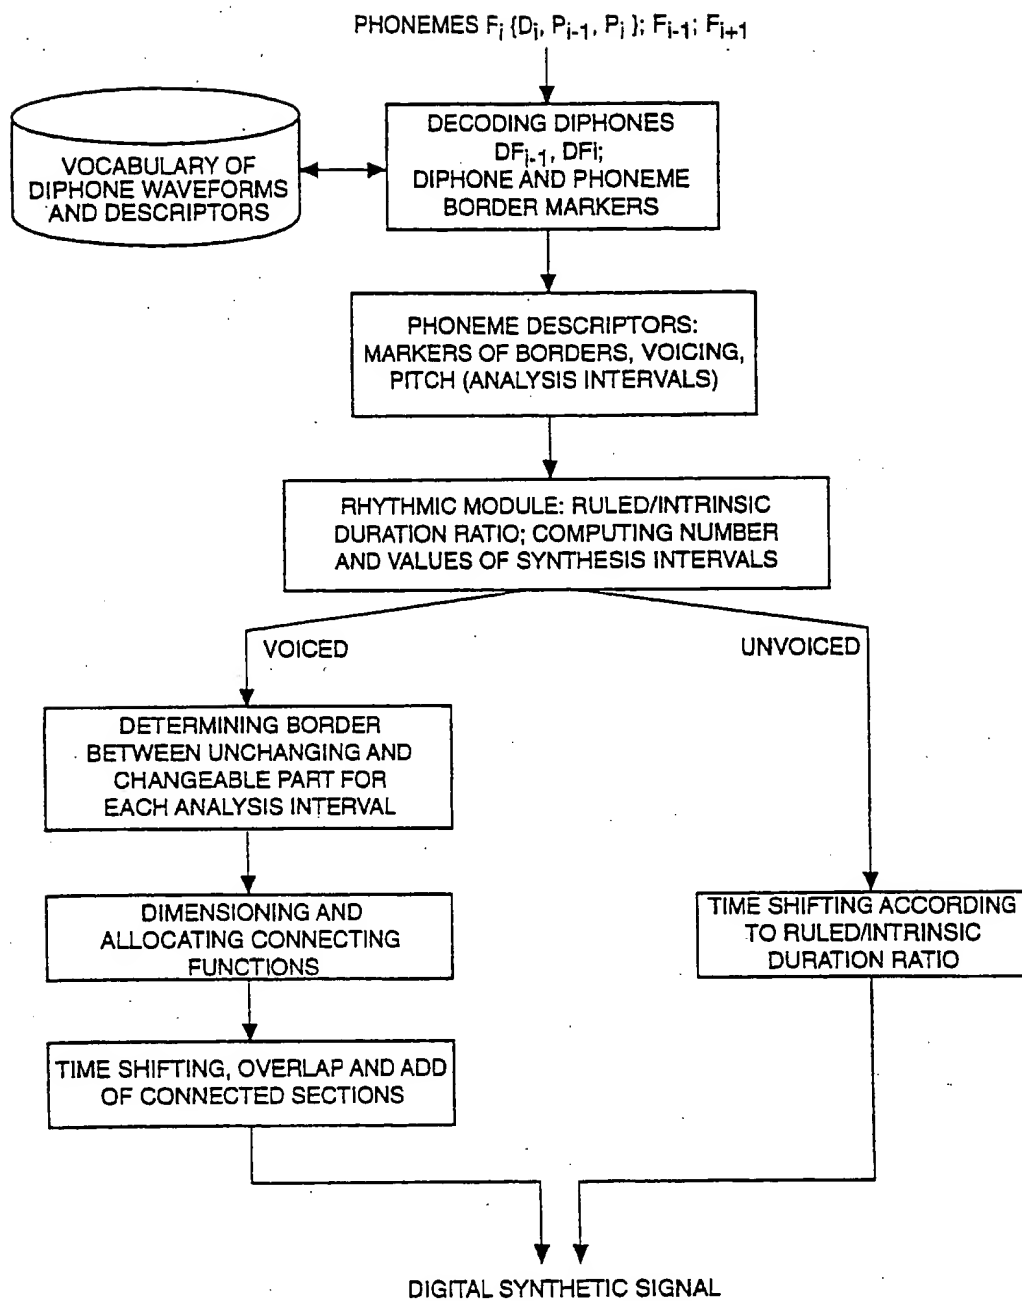 PHONEMES Fi {Di, Pi-1, Pi }; Fi-1; Fi+1
VOCABULARY OF
DIPHONE WAVEFORMS
AND DESCRIPTORS
DECODING DIPHONES
DFi-1, DFi;
DIPHONE AND PHONEME
BORDER MARKERS
PHONEME DESCRIPTORS:
MARKERS OF BORDERS, VOICING,
PITCH (ANALYSIS INTERVALS)
RHYTHMIC MODULE: RULED/INTRINSIC
DURATION RATIO; COMPUTING NUMBER
AND VALUES OF SYNTHESIS INTERVALS
VOICED
UNVOICED
DETERMINING BORDER
BETWEEN UNCHANGING AND
CHANGEABLE PART FOR
EACH ANALYSIS INTERVAL
DIMENSIONING AND
ALLOCATING CONNECTING
FUNCTIONS
TIME SHIFTING ACCORDING
TO RULED/INTRINSIC
DURATION RATIO
TIME SHIFTING, OVERLAP AND ADD
OF CONNECTED SECTIONS
DIGITAL SYNTHETIC SIGNAL